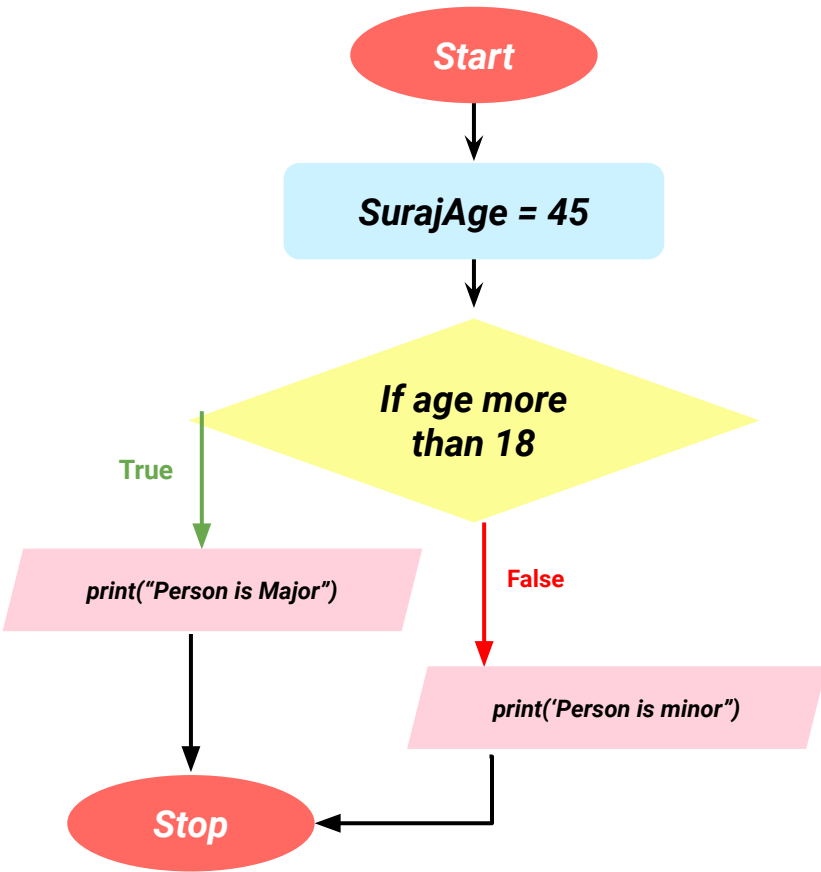 Start
SurajAge = 45
If age more
than 18
True
print(“Person is Major”)
False
print(‘Person is minor”)
Stop